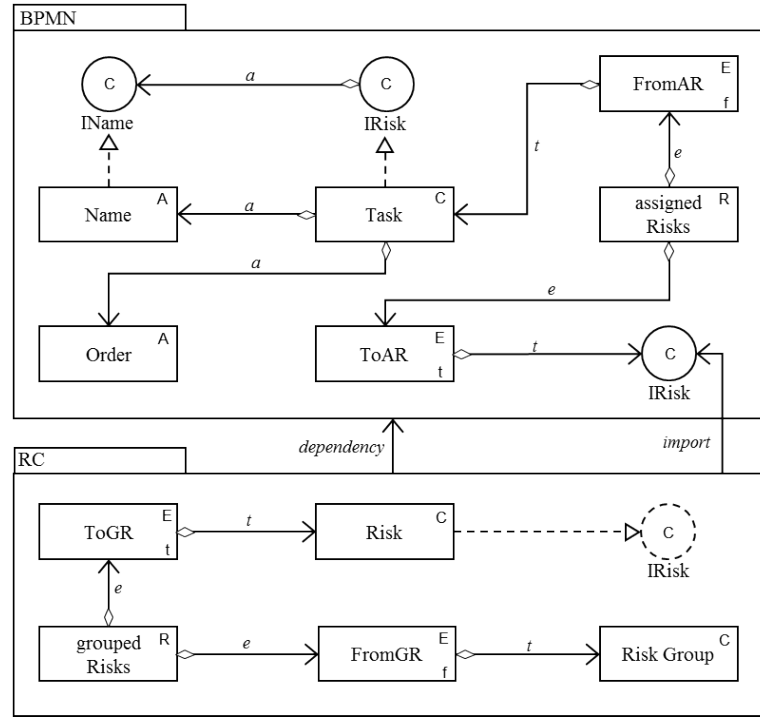 BPMN
C
a
C
IName
IRisk
FromAR
E
f
t
e
Name
A
a
Task
C
assigned
Risks
R
a
e
Order
A
ToAR
E
t
t
C
IRisk
dependency
import
RC
ToGR
E
t
t
Risk
C
C
IRisk
e
grouped
Risks
R
e
FromGR
E
f
t
Risk Group
C